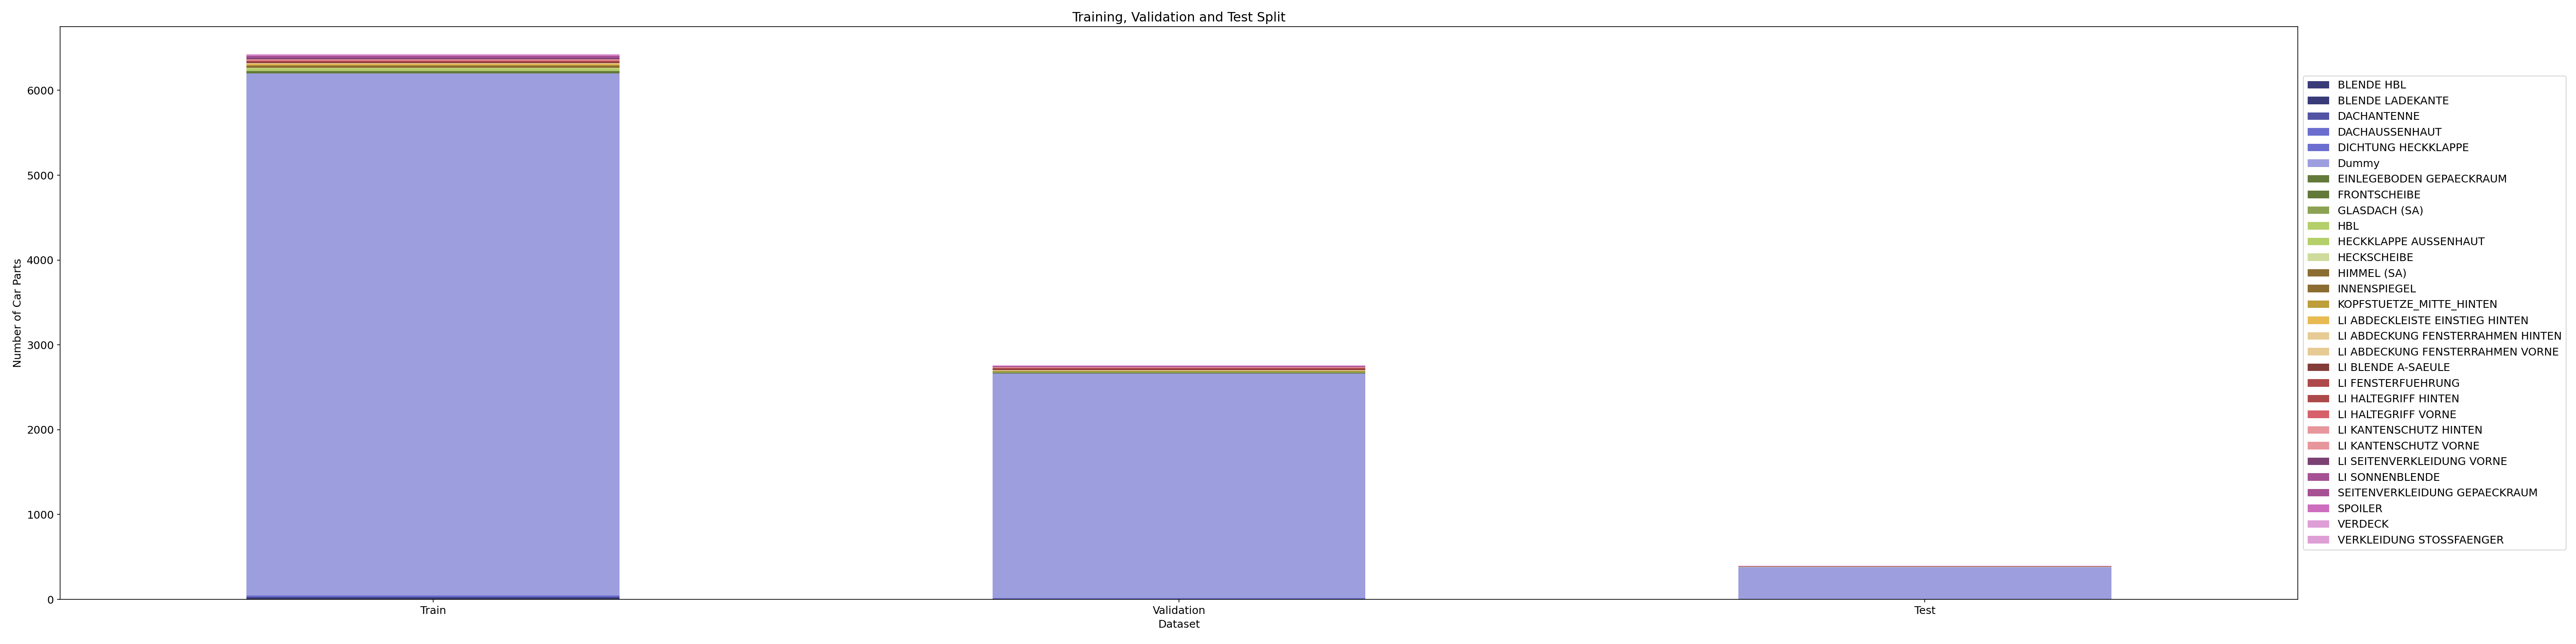 Training, Validation and Test Split
Number of Car Parts
6000
5000
4000
3000
2000
1000
0
Train
Validation
Test
Dataset
BLENDE HBL
BLENDE LADEKANTE
DACHANTENNE
DACHAUSSENHAUT
DICHTUNG HECKKLAPPE
Dummy
EINLEGEBODEN GEPAECKRAUM
FRONTSCHEIBE
GLASDACH (SA)
HBL
HECKKLAPPE AUSSENHAUT
HECKSCHEIBE
HIMMEL (SA)
INNENSPIEGEL
KOPFSTUETZE_MITTE_HINTEN
LI ABDECKLEISTE EINSTIEG HINTEN
LI ABDECKUNG FENSTERRAHMEN HINTEN
LI ABDECKUNG FENSTERRAHMEN VORNE
LI BLENDE A-SAEULE
LI FENSTERFUEHRUNG
LI HALTEGRIFF HINTEN
LI HALTEGRIFF VORNE
LI KANTENSCHUTZ HINTEN
LI KANTENSCHUTZ VORNE
LI SEITENVERKLEIDUNG VORNE
LI SONNENBLENDE
SEITENVERKLEIDUNG GEPAECKRAUM
SPOILER
VERDECK
VERKLEIDUNG STOSSFAENGER